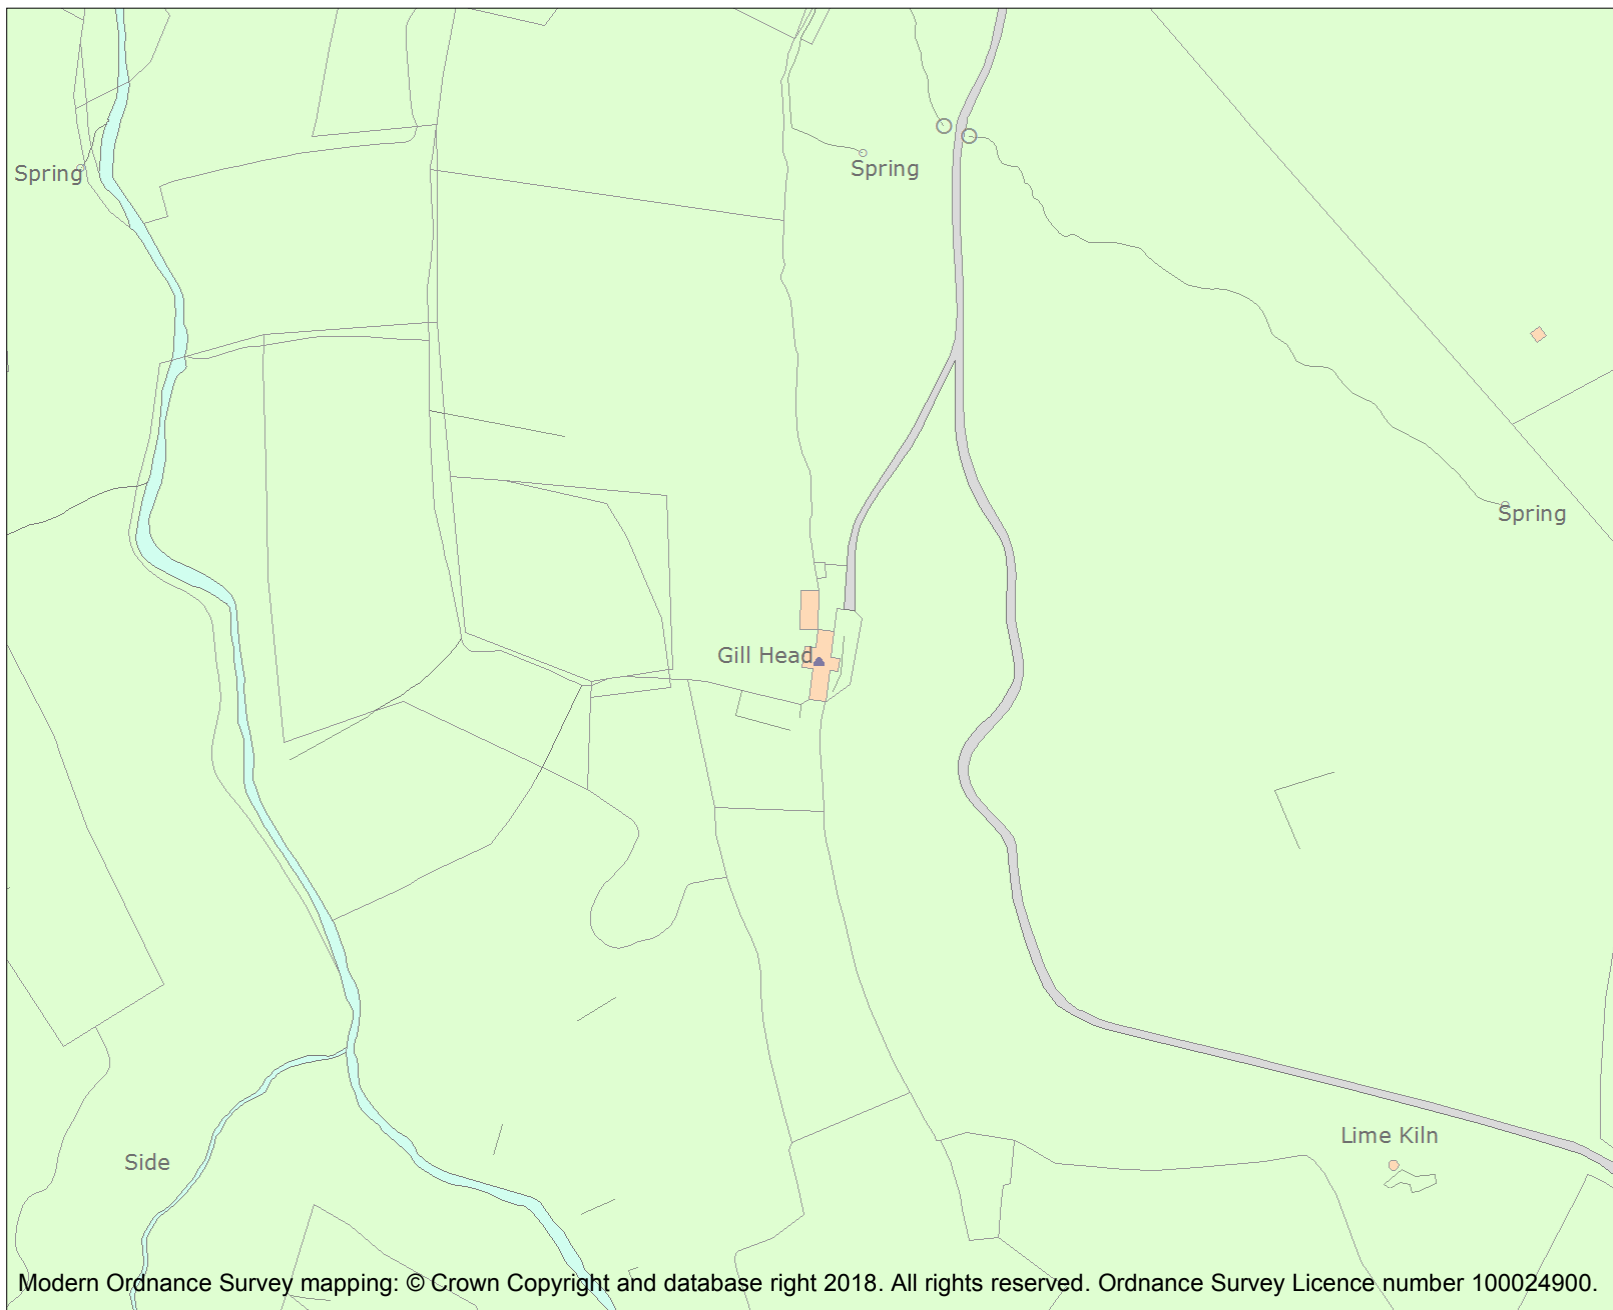 Spring
Spring
Spring
Gill Head
Lime Kiln
Side
Modern Ordnance Survey mapping: © Crown Copyright and database right 2018. All rights reserved. Ordnance Survey Licence number 100024900.